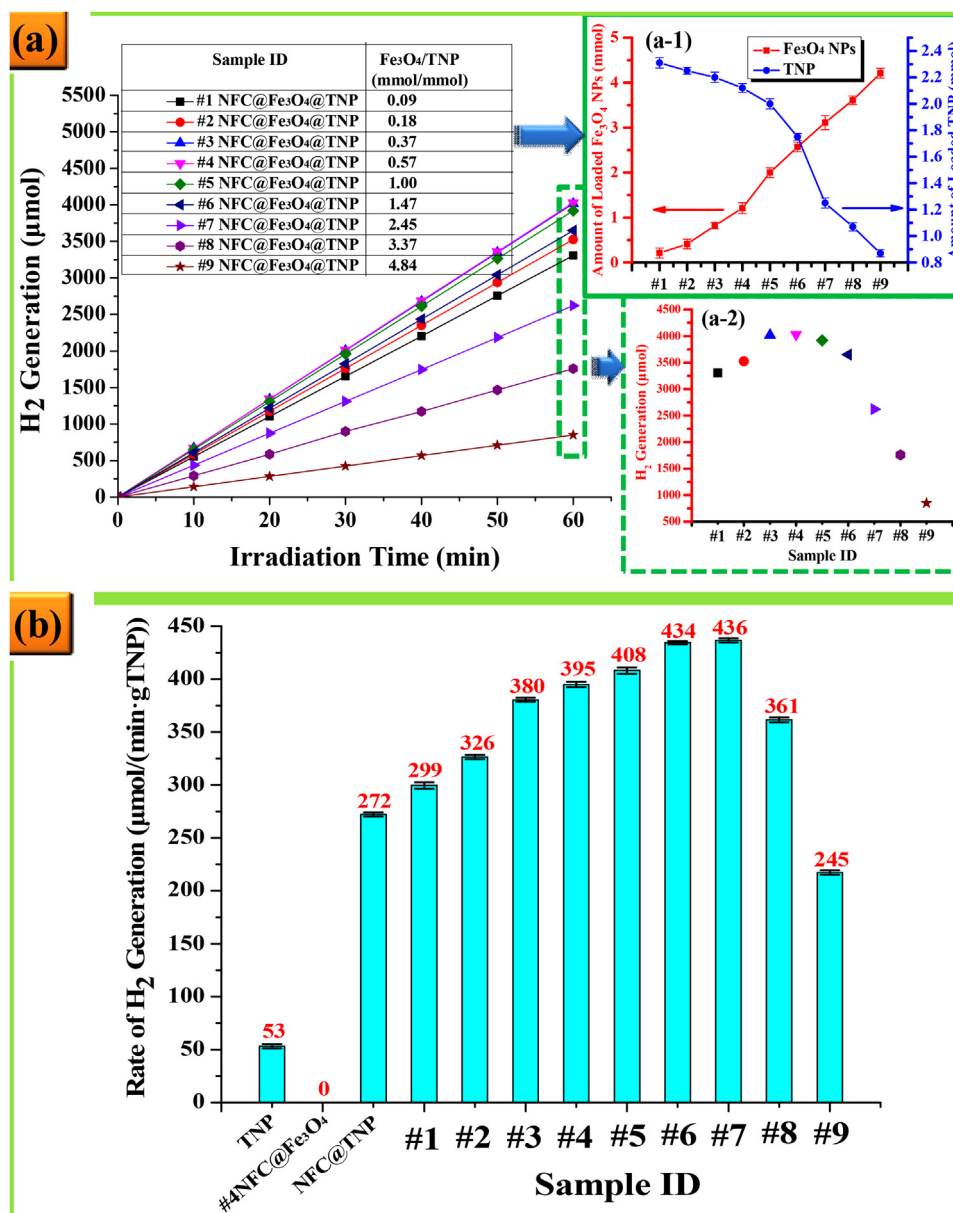 (a)
Sample ID Fe₃O₄/TNP
(mmol/mmol)
#1 NFC@Fe₃O₄@TNP 0.09
#2 NFC@Fe₃O₄@TNP 0.18
#3 NFC@Fe₃O₄@TNP 0.37
#4 NFC@Fe₃O₄@TNP 0.57
#5 NFC@Fe₃O₄@TNP 1.00
#6 NFC@Fe₃O₄@TNP 1.47
#7 NFC@Fe₃O₄@TNP 2.45
#8 NFC@Fe₃O₄@TNP 3.37
#9 NFC@Fe₃O₄@TNP 4.84
H₂ Generation (μmol)
5500
5000
4500
4000
3500
3000
2500
2000
1500
1000
500
0
0 10 20 30 40 50 60
Irradiation Time (min)
(a-1)
Fe₃O₄ NPs
TNP
Amount of Loaded Fe₃O₄ NPs (mmol)
5
4
3
2
1
0
2.4
2.2
2.0
1.8
1.6
1.4
1.2
1.0
0.8
Amount of Loaded TNP (mmol)
#1 #2 #3 #4 #5 #6 #7 #8 #9
(a-2)
H₂ Generation (μmol)
4000
3500
3000
2500
2000
1500
1000
500
#1 #2 #3 #4 #5 #6 #7 #8 #9
Sample ID
(b)
Rate of H₂ Generation (μmol/(min·gTNP))
450
400
350
300
250
200
150
100
50
0
53
0
272
299
326
380
395
408
434
436
361
245
TNP
#4NFC@Fe₃O₄
NFC@TNP
#1 #2 #3 #4 #5 #6 #7 #8 #9
Sample ID